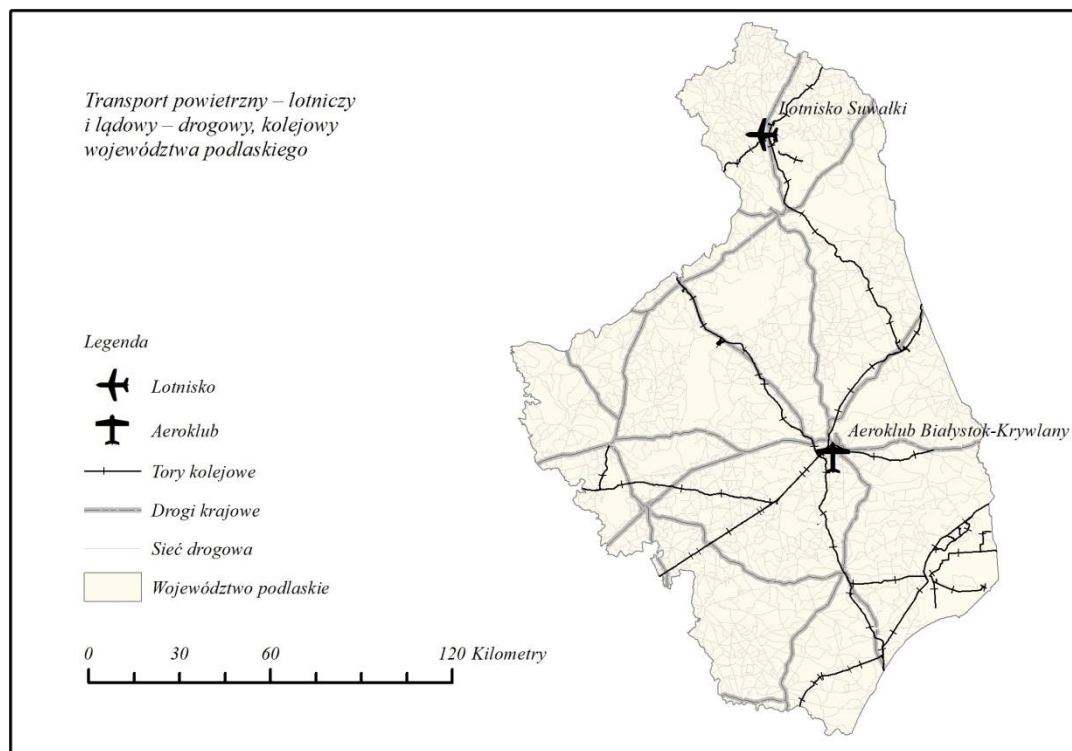 Transport powietrzny – lotniczy
i lądowy – drogowy, kolejowy
województwa podlaskiego
Lotnisko Suwałki
Aeroklub Białystok-Krywlany
Legenda
Lotnisko
Aeroklub
Tory kolejowe
Drogi krajowe
Sieć drogowa
Województwo podlaskie
0 30 60 120 Kilometry